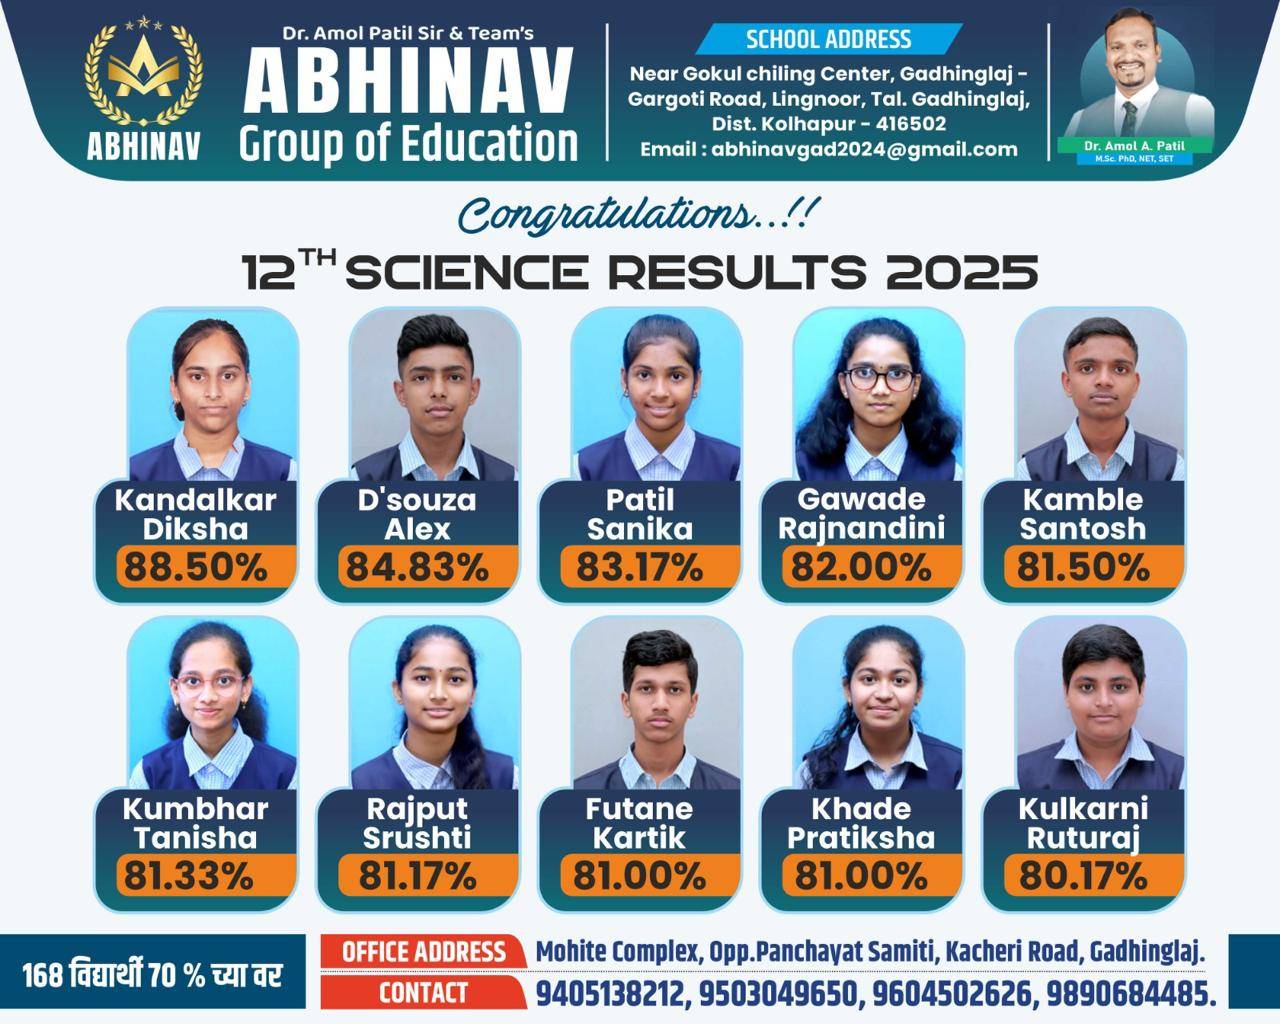 ABHINAV
Dr. Amol Patil Sir & Team's
ABHINAV
Group of Education
SCHOOL ADDRESS
Near Gokul chiling Center, Gadhinglaj -
Gargoti Road, Lingnoor, Tal. Gadhinglaj,
Dist. Kolhapur - 416502
Email : abhinavgad2024@gmail.com
Dr. Amol A. Patil
M.Sc. PhD, NET, SET
Congratulations..!!
12TH SCIENCE RESULTS 2025
Kandalkar
Diksha
88.50%
D'souza
Alex
84.83%
Patil
Sanika
83.17%
Gawade
Rajnandini
82.00%
Kamble
Santosh
81.50%
Kumbhar
Tanisha
81.33%
Rajput
Srushti
81.17%
Futane
Kartik
81.00%
Khade
Pratiksha
81.00%
Kulkarni
Ruturaj
80.17%
168 विद्यार्थी 70 % च्या वर
OFFICE ADDRESS Mohite Complex, Opp.Panchayat Samiti, Kacheri Road, Gadhinglaj.
CONTACT 9405138212, 9503049650, 9604502626, 9890684485.